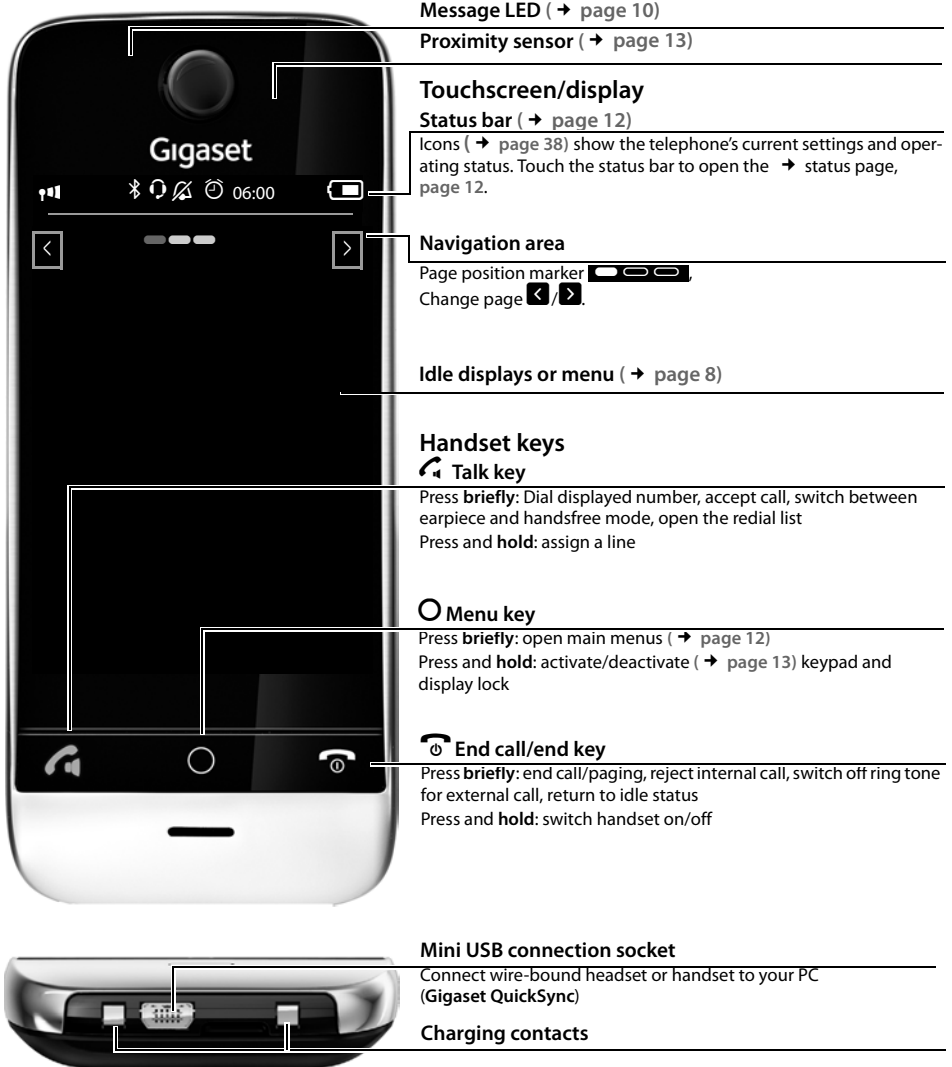 Message LED ( ➔ page 10)
Proximity sensor ( ➔ page 13)
Touchscreen/display
Status bar ( ➔ page 12)
Icons ( ➔ page 38) show the telephone's current settings and oper-
ating status. Touch the status bar to open the ➔ status page,
page 12.
Gigaset
06:00
Navigation area
Page position marker ,
Change page < / >.
Idle displays or menu ( ➔ page 8)
Handset keys
Talk key
Press briefly: Dial displayed number, accept call, switch between
earpiece and handsfree mode, open the redial list
Press and hold: assign a line
Menu key
Press briefly: open main menus ( ➔ page 12)
Press and hold: activate/deactivate ( ➔ page 13) keypad and
display lock
End call/end key
Press briefly: end call/paging, reject internal call, switch off ring tone
for external call, return to idle status
Press and hold: switch handset on/off
Mini USB connection socket
Connect wire-bound headset or handset to your PC
(Gigaset QuickSync)
Charging contacts